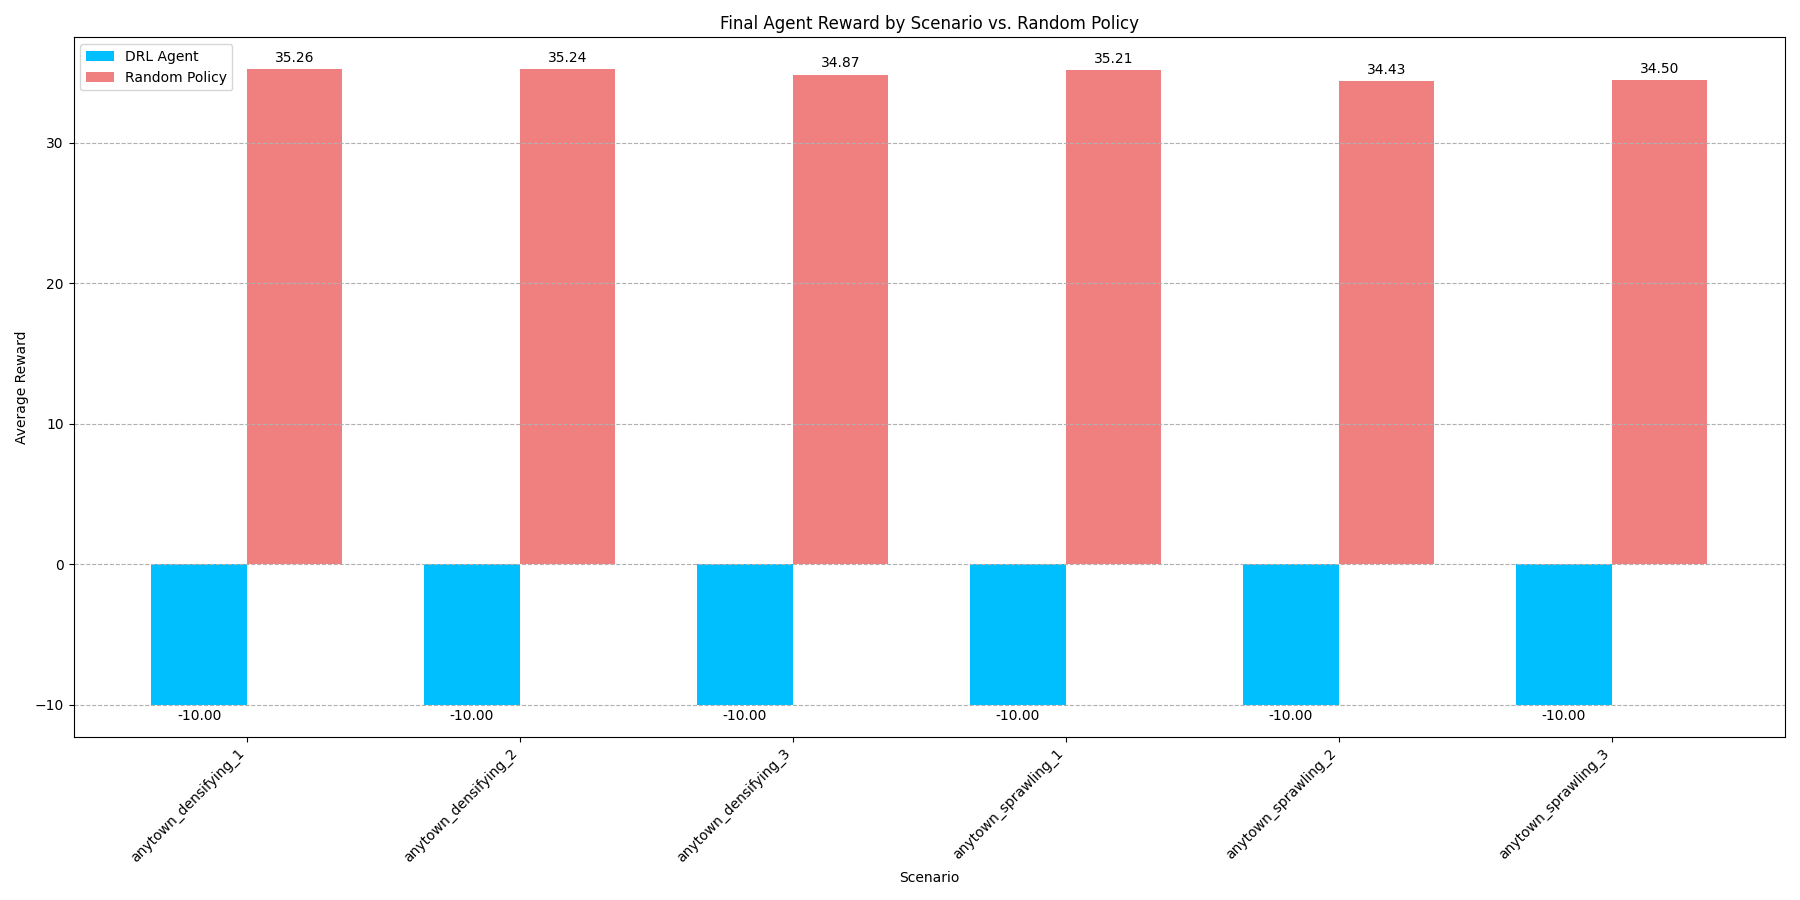 Final Agent Reward by Scenario vs. Random Policy
DRL Agent
Random Policy
35.26
35.24
34.87
35.21
34.43
34.50
30
20
10
0
−10
Average Reward
-10.00
-10.00
-10.00
-10.00
-10.00
-10.00
anytown_densifying_1
anytown_densifying_2
anytown_densifying_3
anytown_sprawling_1
anytown_sprawling_2
anytown_sprawling_3
Scenario